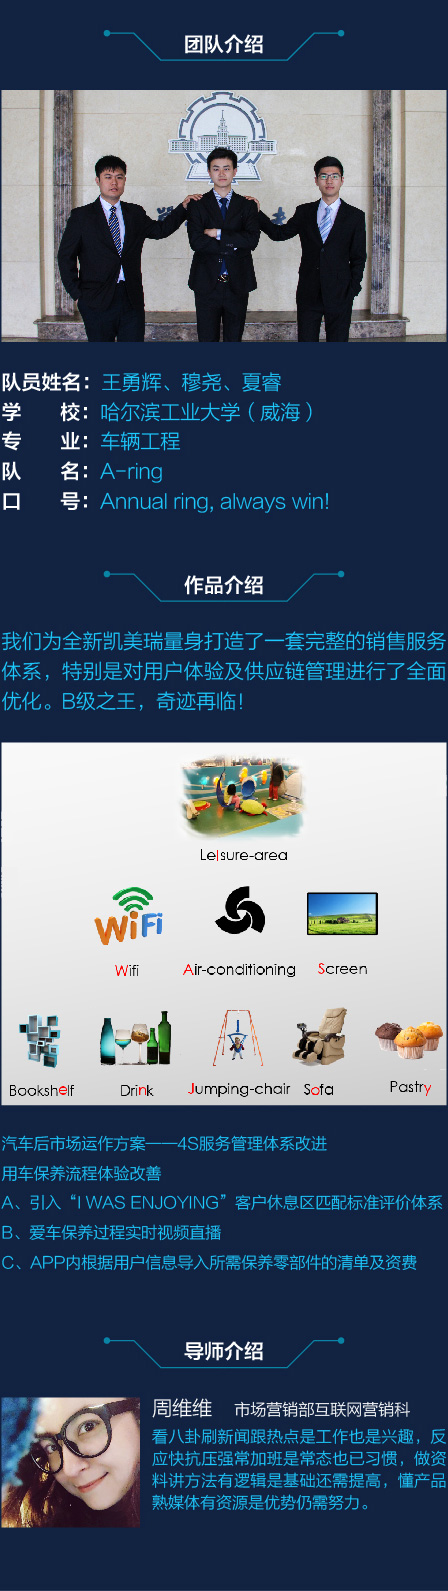 团队介绍
队员姓名：王勇辉、穆尧、夏睿
学　　校：哈尔滨工业大学（威海）
专　　业：车辆工程
队　　名：A-ring
口　　号：Annual ring, always win!
作品介绍
我们为全新凯美瑞量身打造了一套完整的销售服务
体系，特别是对用户体验及供应链管理进行了全面
优化。B级之王，奇迹再临！
Leisure-area
WiFi
Wifi Air-conditioning Screen
Bookshelf Drink Jumping-chair Sofa Pastry
汽车后市场运作方案——4S服务管理体系改进
用车保养流程体验改善
A、引入“I WAS ENJOYING”客户休息区匹配标准评价体系
B、爱车保养过程实时视频直播
C、APP内根据用户信息导入所需保养零部件的清单及资费
导师介绍
周维维 市场营销部互联网营销科
看八卦刷新闻跟热点是工作也是兴趣，反
应快抗压强常加班是常态也已习惯，做资
料讲方法有逻辑是基础还需提高，懂产品
熟媒体有资源是优势仍需努力。